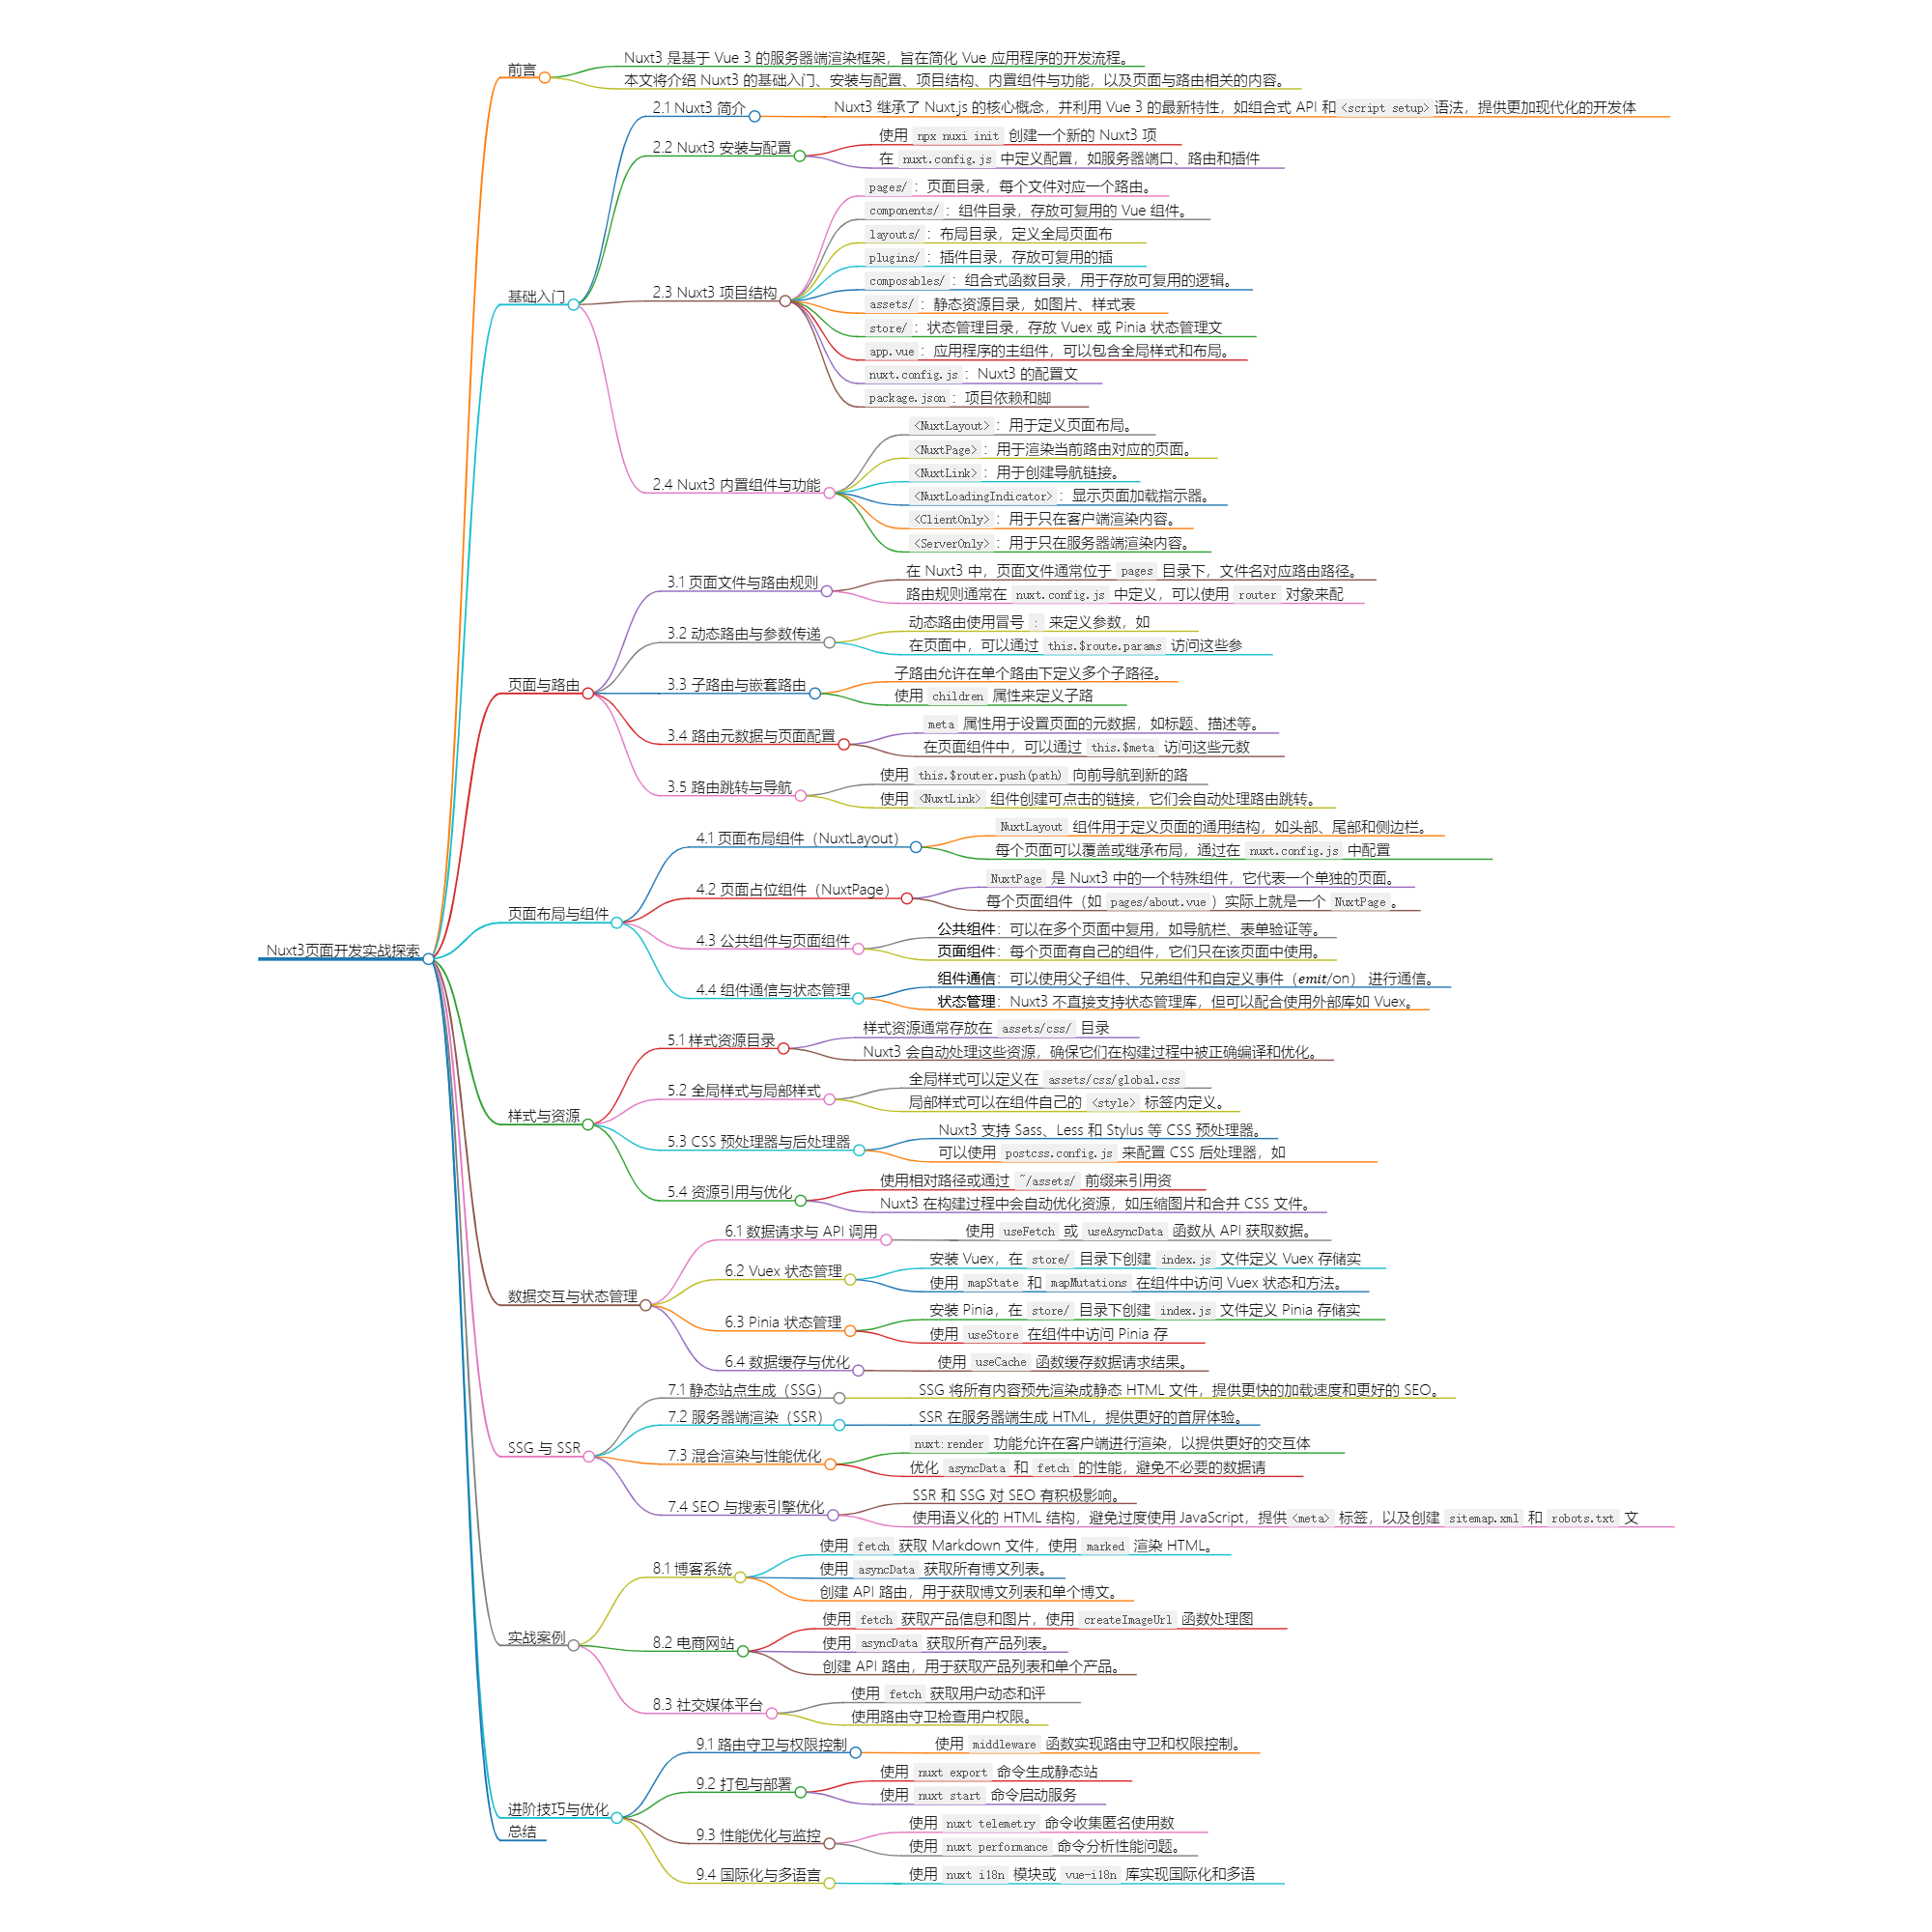 Nuxt3页面开发实战探索
前言
Nuxt3 是基于 Vue 3 的服务器端渲染框架，旨在简化 Vue 应用程序的开发流程。
本文将介绍 Nuxt3 的基础入门、安装与配置、项目结构、内置组件与功能，以及页面与路由相关的内容。
基础入门
2.1 Nuxt3 简介
Nuxt3 继承了 Nuxt.js 的核心概念，并利用 Vue 3 的最新特性，如组合式 API 和 <script setup> 语法，提供更加现代化的开发体
2.2 Nuxt3 安装与配置
使用 npx nuxi init 创建一个新的 Nuxt3 项
在 nuxt.config.js 中定义配置，如服务器端口、路由和插件
2.3 Nuxt3 项目结构
pages/ ：页面目录，每个文件对应一个路由。
components/ ：组件目录，存放可复用的 Vue 组件。
layouts/ ：布局目录，定义全局页面布
plugins/ ：插件目录，存放可复用的插
composables/ ：组合式函数目录，用于存放可复用的逻辑。
assets/ ：静态资源目录，如图片、样式表
store/ ：状态管理目录，存放 Vuex 或 Pinia 状态管理文
app.vue ：应用程序的主组件，可以包含全局样式和布局。
nuxt.config.js ：Nuxt3 的配置文
package.json ：项目依赖和脚
2.4 Nuxt3 内置组件与功能
<NuxtLayout> ：用于定义页面布局。
<NuxtPage> ：用于渲染当前路由对应的页面。
<NuxtLink> ：用于创建导航链接。
<NuxtLoadingIndicator> ：显示页面加载指示器。
<ClientOnly> ：用于只在客户端渲染内容。
<ServerOnly> ：用于只在服务器端渲染内容。
页面与路由
3.1 页面文件与路由规则
在 Nuxt3 中，页面文件通常位于 pages 目录下，文件名对应路由路径。
路由规则通常在 nuxt.config.js 中定义，可以使用 router 对象来配
3.2 动态路由与参数传递
动态路由使用冒号 : 来定义参数，如
在页面中，可以通过 this.$route.params 访问这些参
3.3 子路由与嵌套路由
子路由允许在单个路由下定义多个子路径。
使用 children 属性来定义子路
3.4 路由元数据与页面配置
meta 属性用于设置页面的元数据，如标题、描述等。
在页面组件中，可以通过 this.$meta 访问这些元数
3.5 路由跳转与导航
使用 this.$router.push(path) 向前导航到新的路
使用 <NuxtLink> 组件创建可点击的链接，它们会自动处理路由跳转。
页面布局与组件
4.1 页面布局组件（NuxtLayout）
NuxtLayout 组件用于定义页面的通用结构，如头部、尾部和侧边栏。
每个页面可以覆盖或继承布局，通过在 nuxt.config.js 中配置
4.2 页面占位组件（NuxtPage）
NuxtPage 是 Nuxt3 中的一个特殊组件，它代表一个单独的页面。
每个页面组件（如 pages/about.vue ）实际上就是一个 NuxtPage 。
4.3 公共组件与页面组件
公共组件：可以在多个页面中复用，如导航栏、表单验证等。
页面组件：每个页面有自己的组件，它们只在该页面中使用。
4.4 组件通信与状态管理
组件通信：可以使用父子组件、兄弟组件和自定义事件（emit/on） 进行通信。
状态管理：Nuxt3 不直接支持状态管理库，但可以配合使用外部库如 Vuex。
样式与资源
5.1 样式资源目录
样式资源通常存放在 assets/css/ 目录
Nuxt3 会自动处理这些资源，确保它们在构建过程中被正确编译和优化。
5.2 全局样式与局部样式
全局样式可以定义在 assets/css/global.css
局部样式可以在组件自己的 <style> 标签内定义。
5.3 CSS 预处理器与后处理器
Nuxt3 支持 Sass、Less 和 Stylus 等 CSS 预处理器。
可以使用 postcss.config.js 来配置 CSS 后处理器，如
5.4 资源引用与优化
使用相对路径或通过 ~/assets/ 前缀来引用资
Nuxt3 在构建过程中会自动优化资源，如压缩图片和合并 CSS 文件。
数据交互与状态管理
6.1 数据请求与 API 调用
使用 useFetch 或 useAsyncData 函数从 API 获取数据。
6.2 Vuex 状态管理
安装 Vuex，在 store/ 目录下创建 index.js 文件定义 Vuex 存储实
使用 mapState 和 mapMutations 在组件中访问 Vuex 状态和方法。
6.3 Pinia 状态管理
安装 Pinia，在 store/ 目录下创建 index.js 文件定义 Pinia 存储实
使用 useStore 在组件中访问 Pinia 存
6.4 数据缓存与优化
使用 useCache 函数缓存数据请求结果。
SSG 与 SSR
7.1 静态站点生成（SSG）
SSG 将所有内容预先渲染成静态 HTML 文件，提供更快的加载速度和更好的 SEO。
7.2 服务器端渲染（SSR）
SSR 在服务器端生成 HTML，提供更好的首屏体验。
7.3 混合渲染与性能优化
nuxt:render 功能允许在客户端进行渲染，以提供更好的交互体
优化 asyncData 和 fetch 的性能，避免不必要的数据请
7.4 SEO 与搜索引擎优化
SSR 和 SSG 对 SEO 有积极影响。
使用语义化的 HTML 结构，避免过度使用 JavaScript，提供 <meta> 标签，以及创建 sitemap.xml 和 robots.txt 文
实战案例
8.1 博客系统
使用 fetch 获取 Markdown 文件，使用 marked 渲染 HTML。
使用 asyncData 获取所有博文列表。
创建 API 路由，用于获取博文列表和单个博文。
8.2 电商网站
使用 fetch 获取产品信息和图片，使用 createImageUrl 函数处理图
使用 asyncData 获取所有产品列表。
创建 API 路由，用于获取产品列表和单个产品。
8.3 社交媒体平台
使用 fetch 获取用户动态和评
使用路由守卫检查用户权限。
进阶技巧与优化
9.1 路由守卫与权限控制
使用 middleware 函数实现路由守卫和权限控制。
9.2 打包与部署
使用 nuxt export 命令生成静态站
使用 nuxt start 命令启动服务
9.3 性能优化与监控
使用 nuxt telemetry 命令收集匿名使用数
使用 nuxt performance 命令分析性能问题。
9.4 国际化与多语言
使用 nuxt i18n 模块或 vue-i18n 库实现国际化和多语
总结